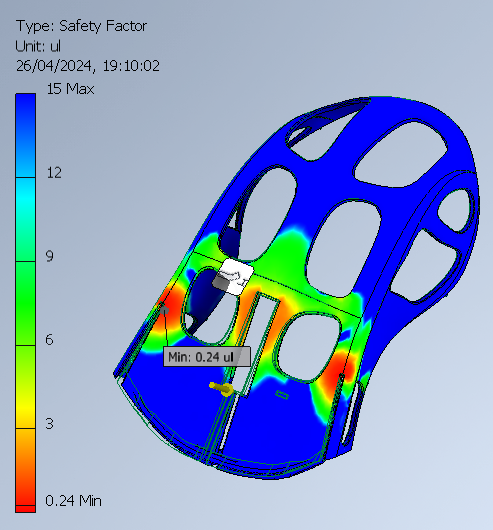 Type: Safety Factor
Unit: ul
26/04/2024, 19:10:02
15 Max
12
9
6
3
0.24 Min
Min: 0.24 ul